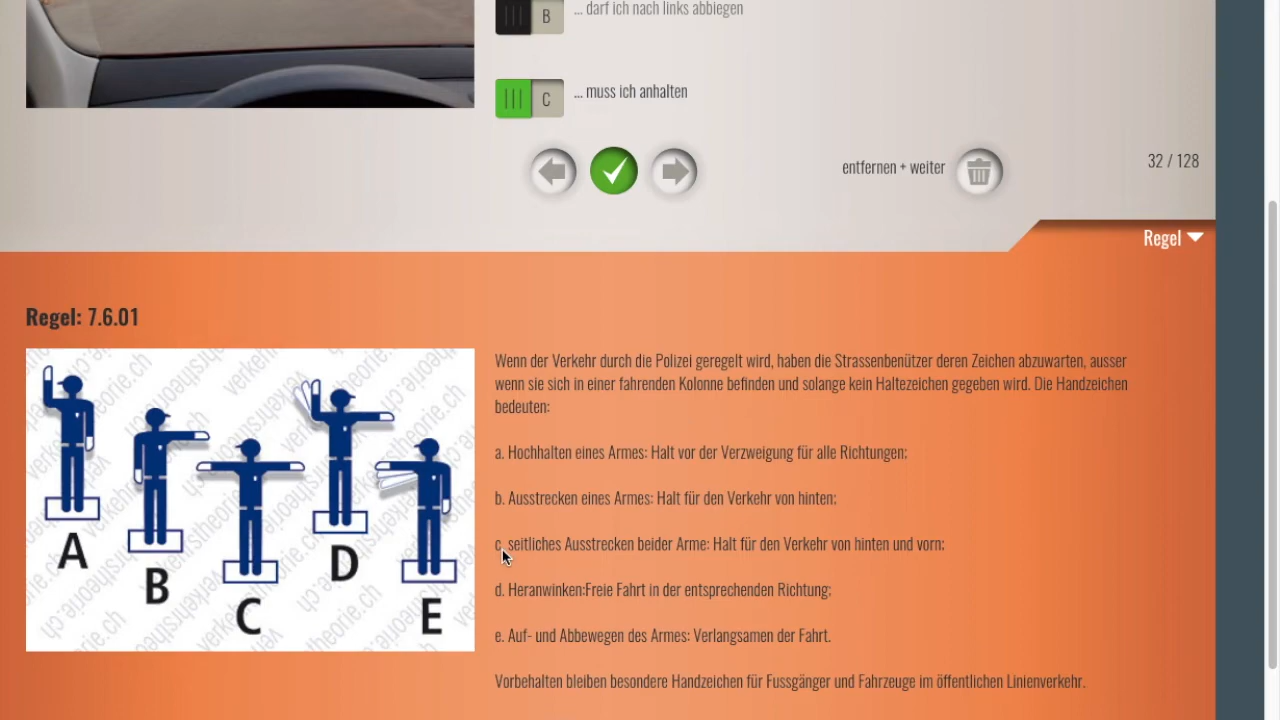 B ... darf ich nach links abbiegen
C ... muss ich anhalten
entfernen + weiter
32 / 128
Regel
Regel: 7.6.01
Wenn der Verkehr durch die Polizei geregelt wird, haben die Strassenbenützer deren Zeichen abzuwarten, ausser
wenn sie sich in einer fahrenden Kolonne befinden und solange kein Haltezeichen gegeben wird. Die Handzeichen
bedeuten:
a. Hochhalten eines Armes: Halt vor der Verzweigung für alle Richtungen;
b. Ausstrecken eines Armes: Halt für den Verkehr von hinten;
c. seitliches Ausstrecken beider Arme: Halt für den Verkehr von hinten und vorn;
d. Heranwinken:Freie Fahrt in der entsprechenden Richtung;
e. Auf- und Abbewegen des Armes: Verlangsamen der Fahrt.
Vorbehalten bleiben besondere Handzeichen für Fussgänger und Fahrzeuge im öffentlichen Linienverkehr.
A
B
C
D
E